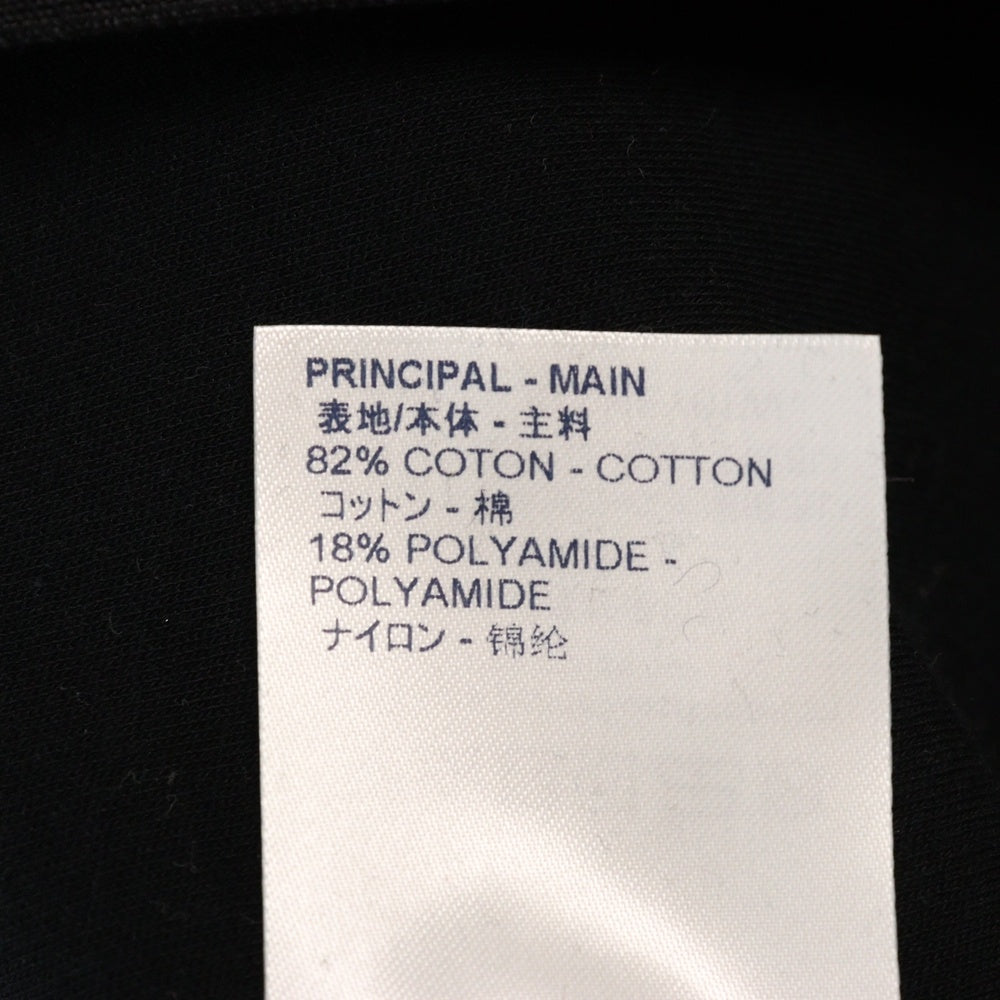 PRINCIPAL - MAIN
表地/本体 - 主料
82% COTON - COTTON
コットン - 棉
18% POLYAMIDE -
POLYAMIDE
ナイロン - 锦纶